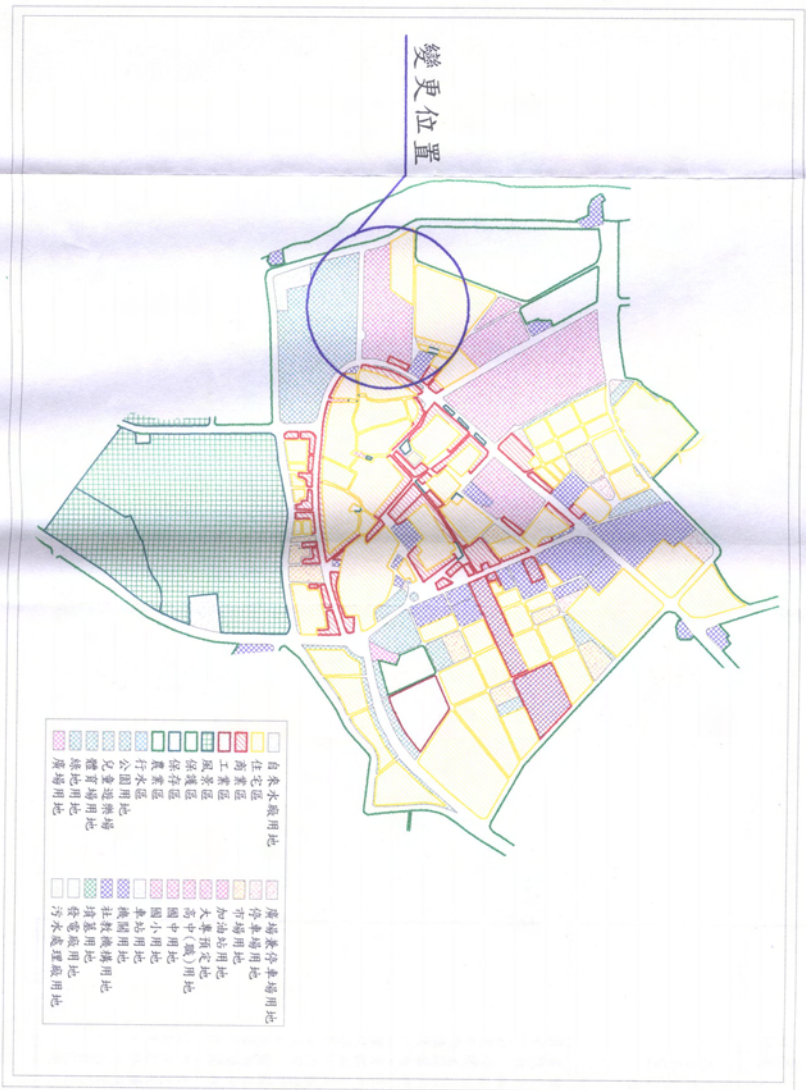 變更位置
自來水廠用地
住宅區
商業區
工業區
風景區
保護區
保存區
農業區
行水區
公園用地
兒童遊樂場
體育場用地
綠地用地
廣場用地
廣場兼停車場用地
停車場用地
市場用地
加油站用地
大專預定地
高中(職)用地
國中用地
國小用地
車站用地
機關用地
社教機構用地
墳墓用地
發電廠用地
污水處理廠用地